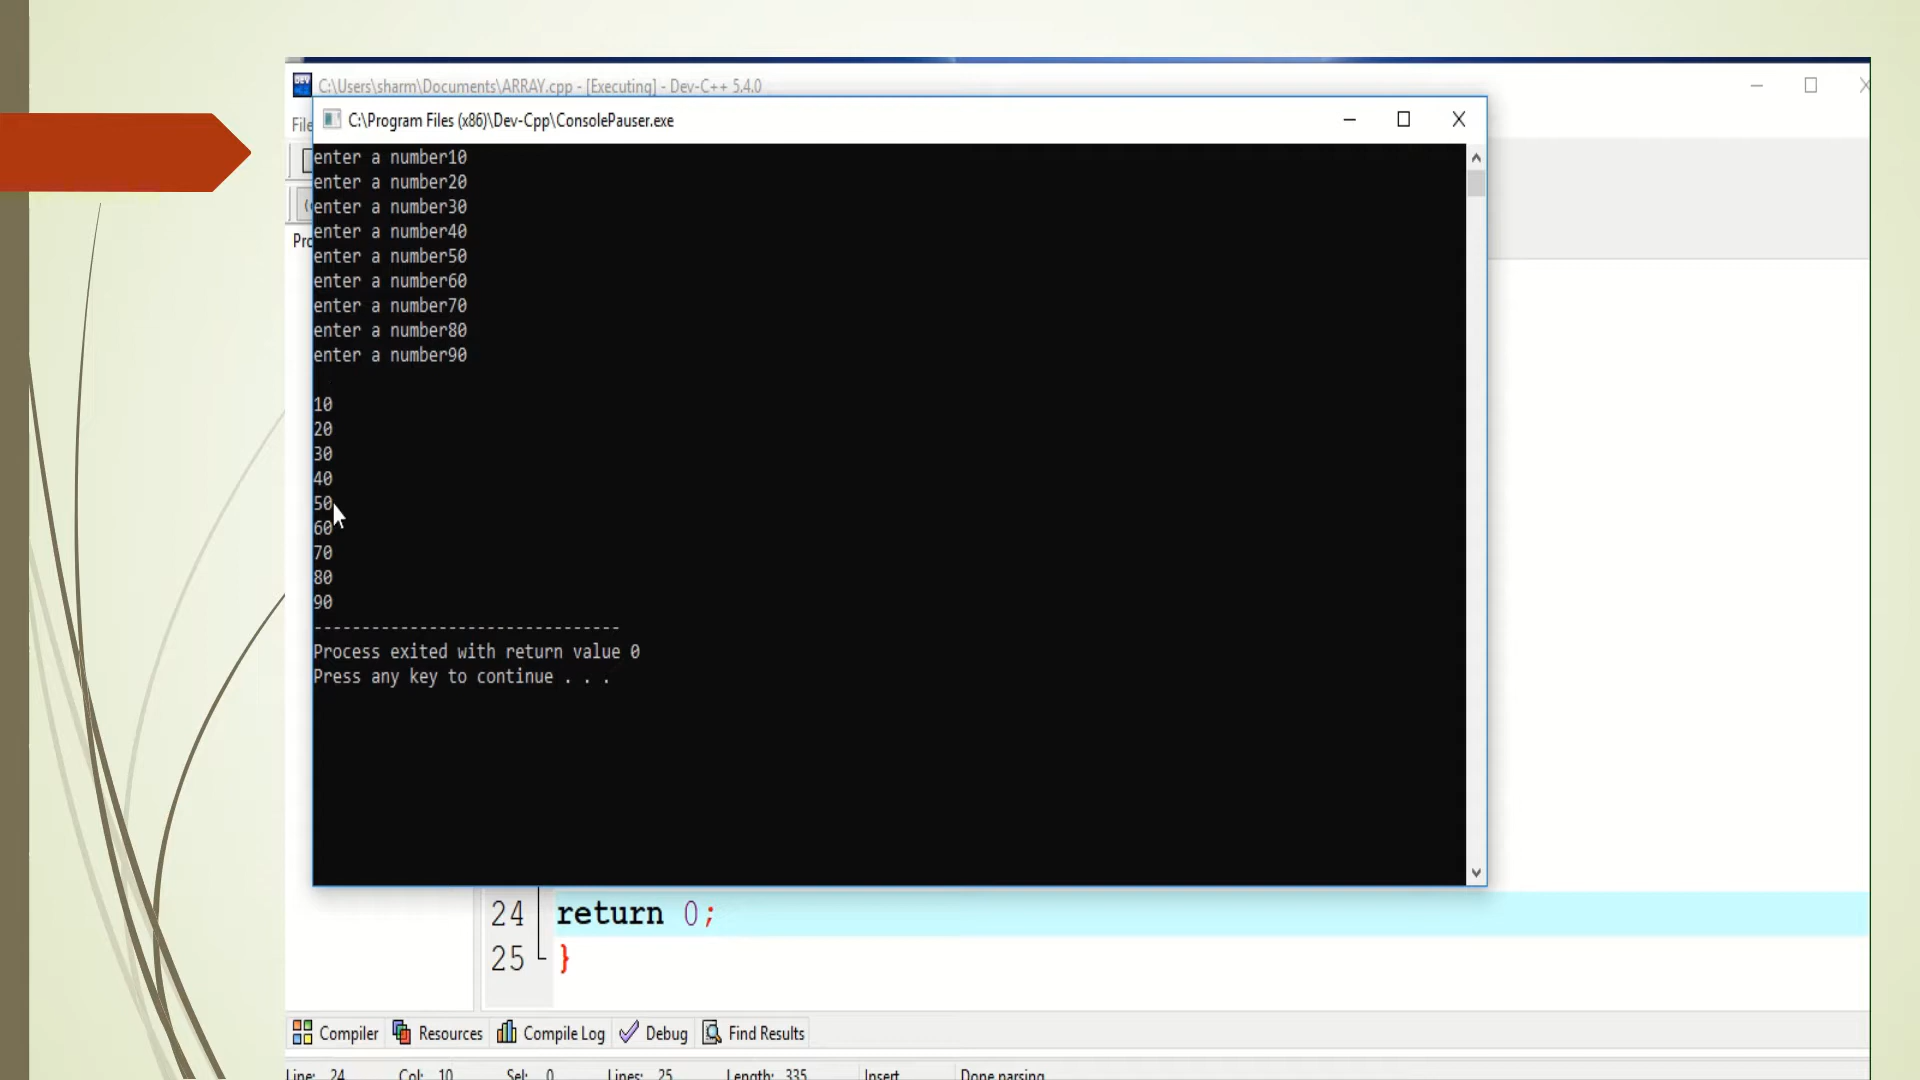 C:\Users\sharm\Documents\ARRAY.cpp - [Executing] - Dev-C++ 5.4.0
C:\Program Files (x86)\Dev-Cpp\ConsolePauser.exe
File
enter a number10
enter a number20
enter a number30
enter a number40
enter a number50
enter a number60
enter a number70
enter a number80
enter a number90
10
20
30
40
50
60
70
80
90
--------------------------------
Process exited with return value 0
Press any key to continue . . .
24 return 0;
25 }
Compiler Resources Compile Log Debug Find Results
Line: 24 Col: 10 Sel: 0 Lines: 25 Length: 335 Insert Done parsing